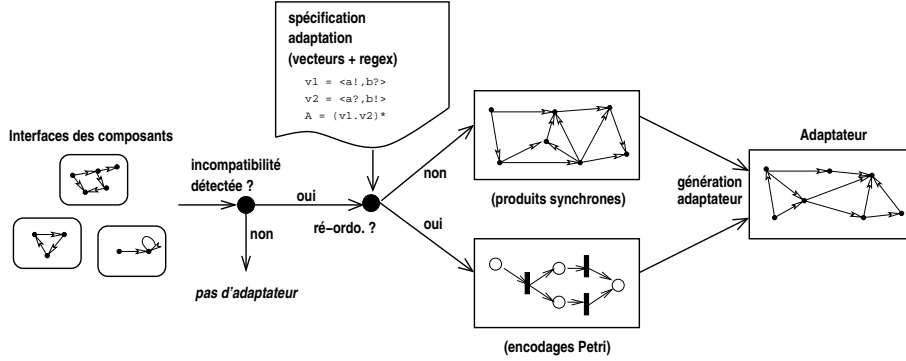 spécification
adaptation
(vecteurs + regex)
v1 = <a!,b?>
v2 = <a?,b!>
A = (v1.v2)*
Interfaces des composants
incompatibilité
détectée ?
oui
non
pas d'adaptateur
ré-ordo. ?
non
oui
(produits synchrones)
(encodages Petri)
génération
adaptateur
Adaptateur